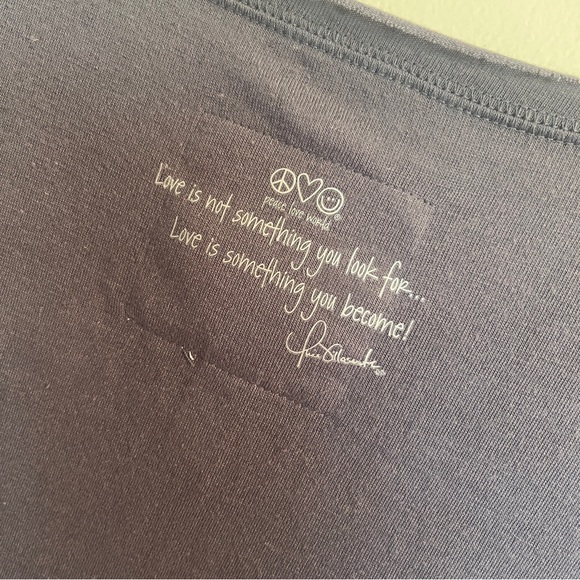 peace love world
Love is not something you look for...
Love is something you become!